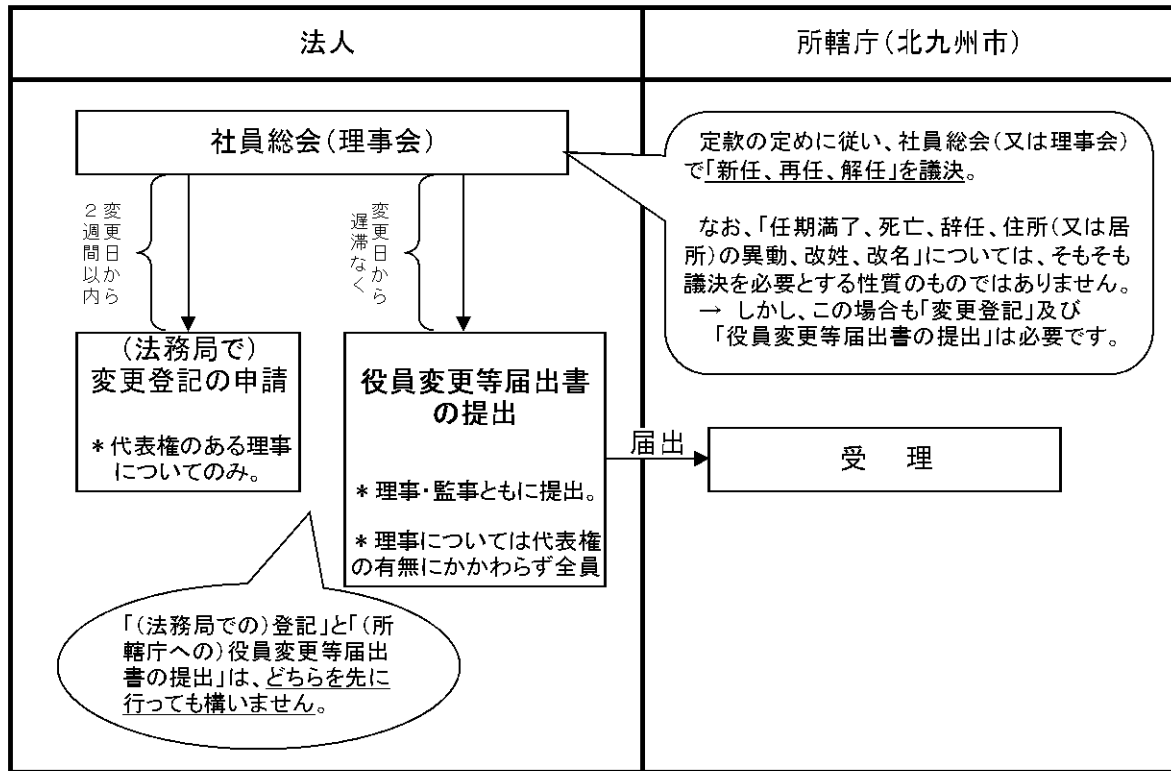 法人
所轄庁(北九州市)
社員総会(理事会)
定款の定めに従い、社員総会(又は理事会)
で「新任、再任、解任」を議決。
なお、「任期満了、死亡、辞任、住所(又は居
所)の異動、改姓、改名」については、そもそも
議決を必要とする性質のものではありません。
→ しかし、この場合も「変更登記」及び
「役員変更等届出書の提出」は必要です。
変更日から
2週間以内
変更日から
遅滞なく
(法務局で)
変更登記の申請
*代表権のある理事
についてのみ。
役員変更等届出書
の提出
*理事・監事ともに提出。
*理事については代表権
の有無にかかわらず全員
届出
受 理
「(法務局での)登記」と「(所
轄庁への)役員変更等届出
書の提出」は、どちらを先に
行っても構いません。